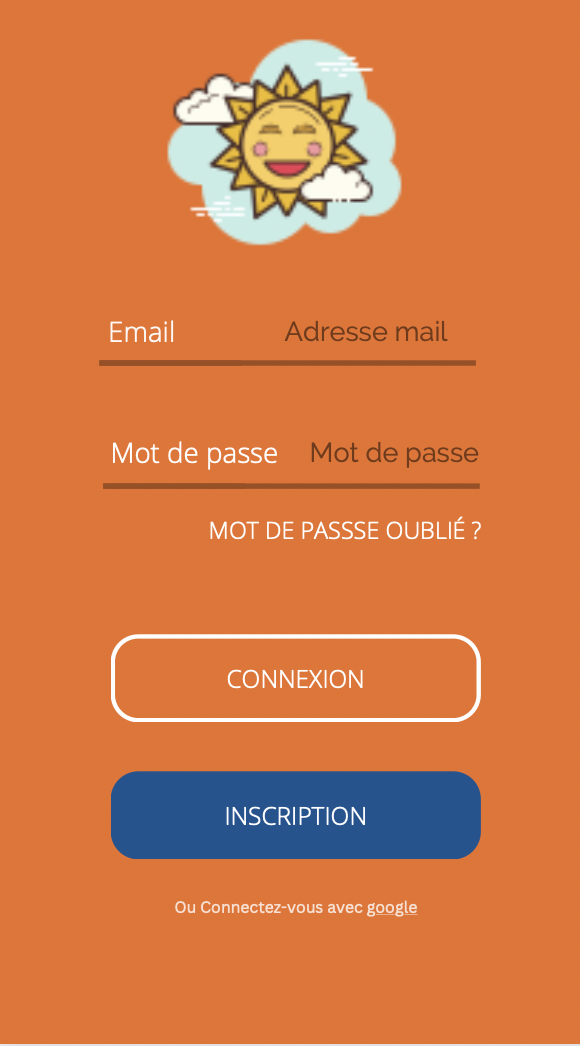 Email Adresse mail
Mot de passe Mot de passe
MOT DE PASSSE OUBLIÉ ?
CONNEXION
INSCRIPTION
Ou Connectez-vous avec google